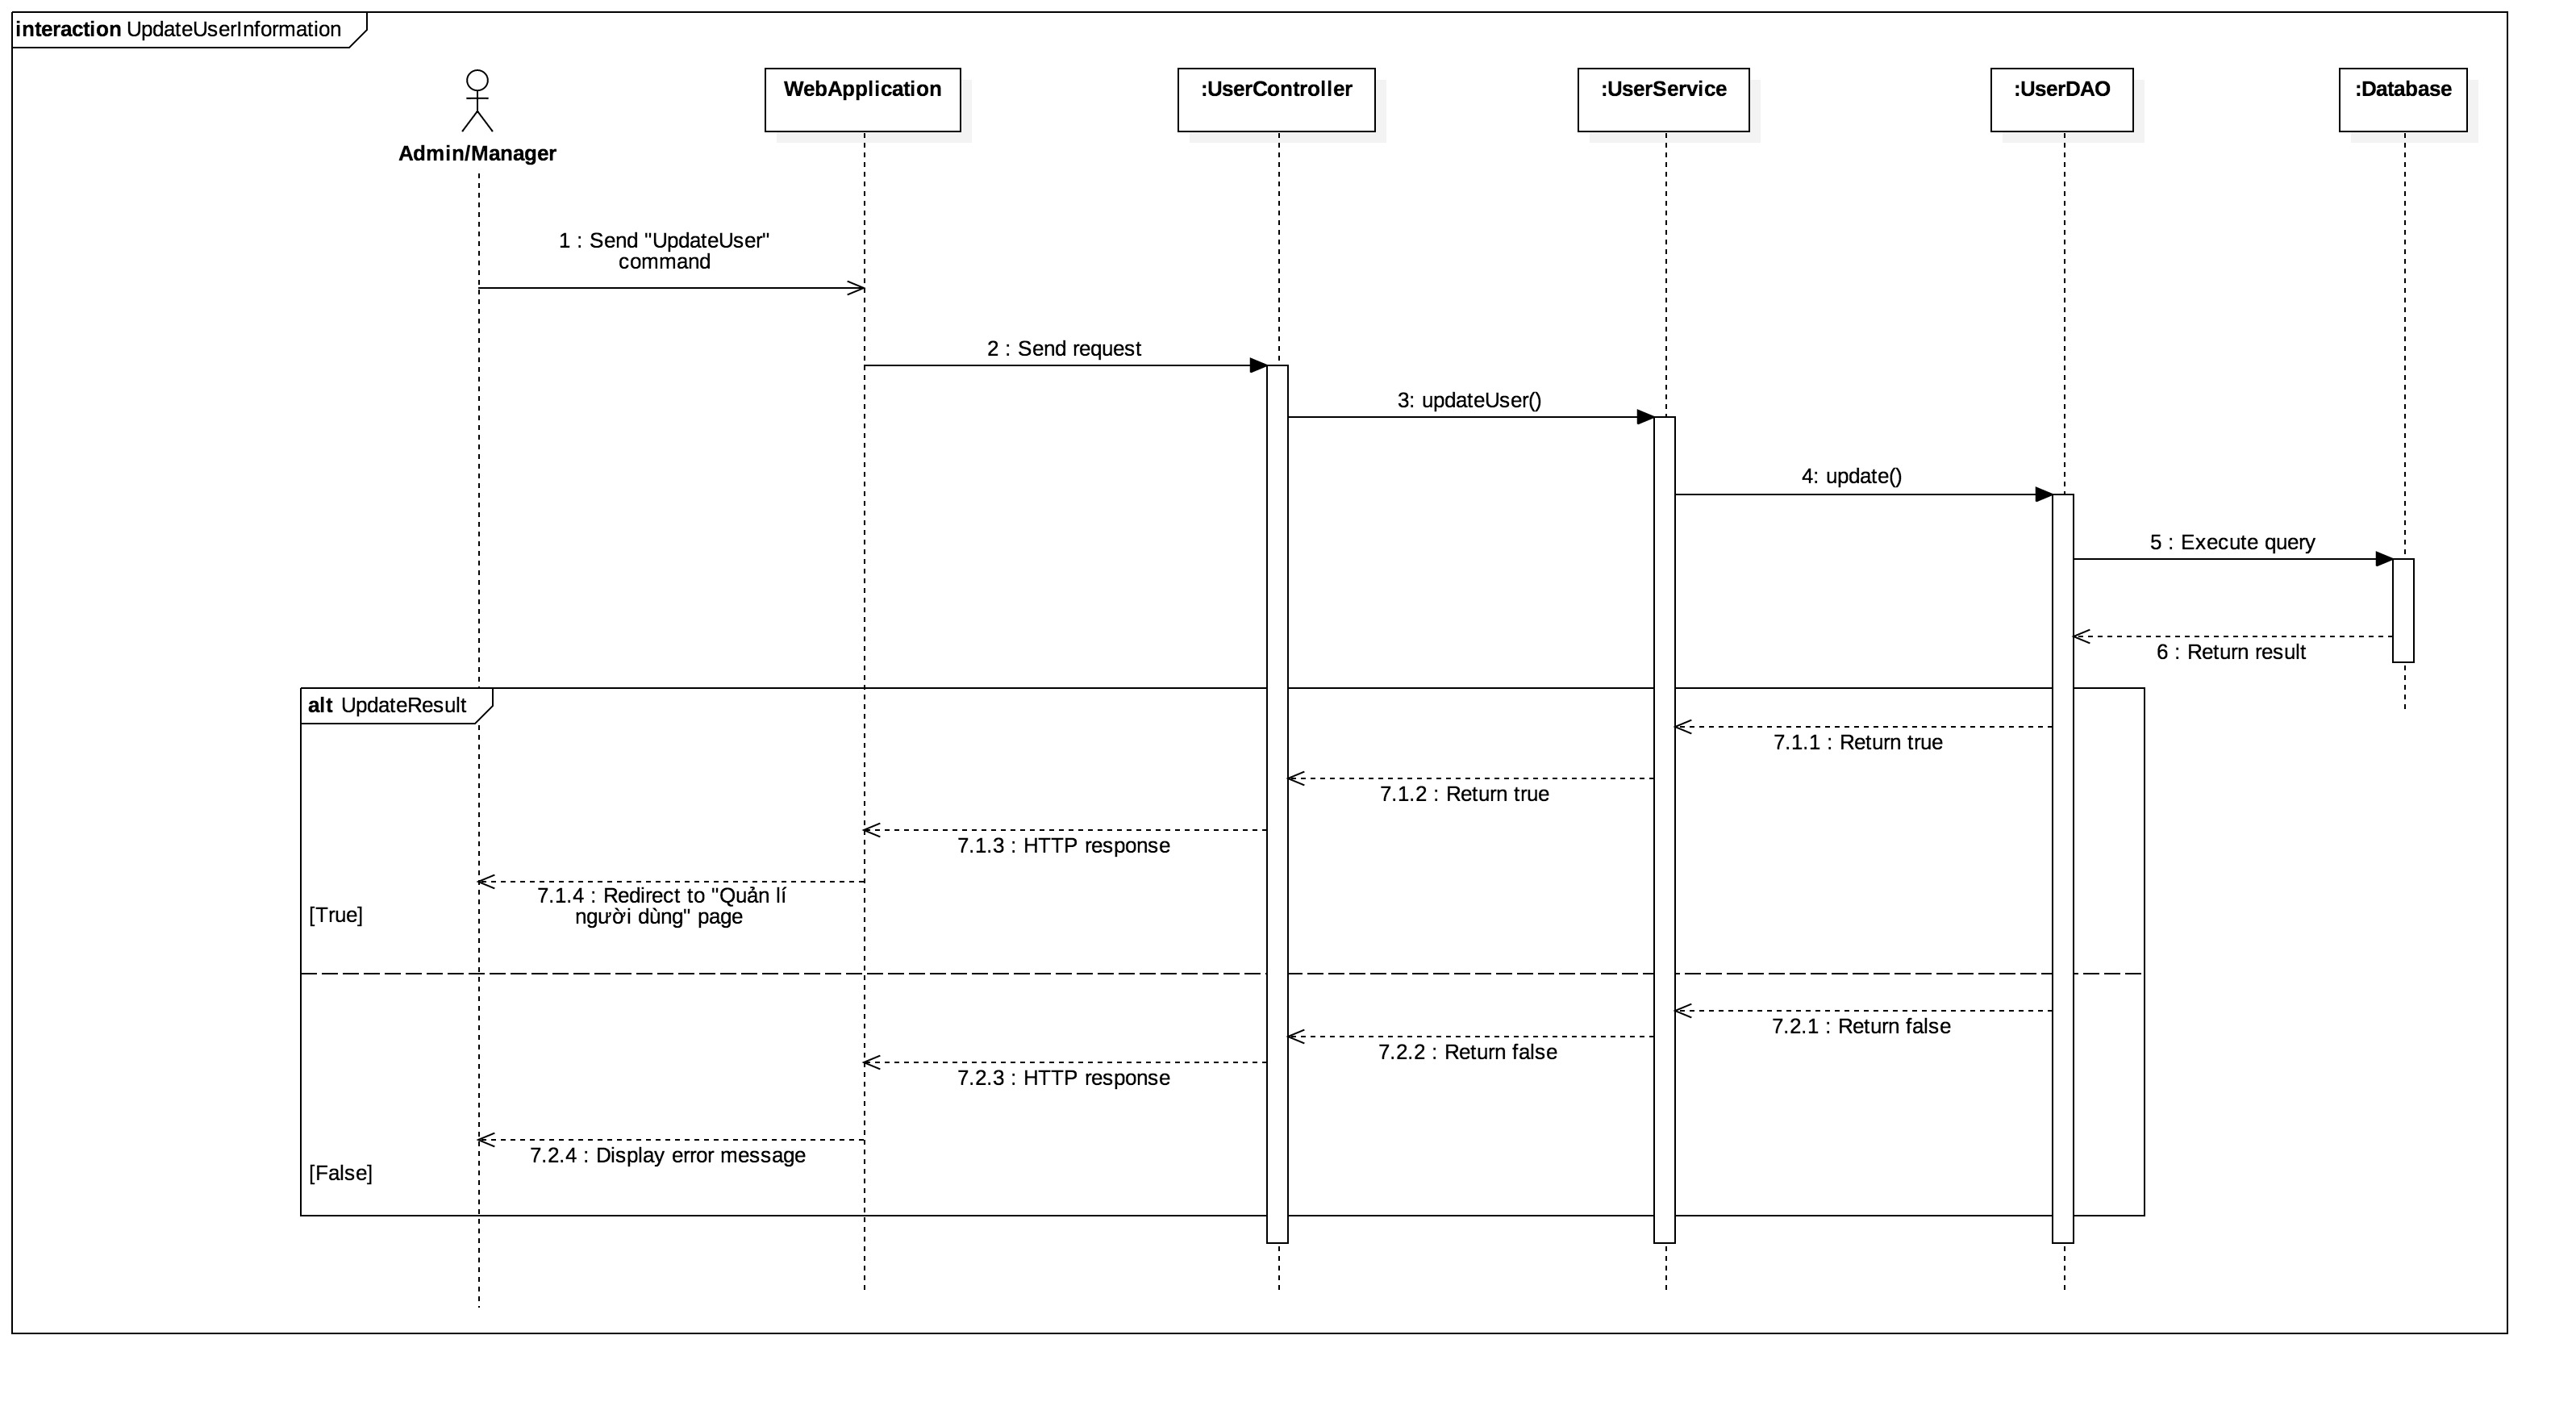 interaction UpdateUserInformation
Admin/Manager
WebApplication
:UserController
:UserService
:UserDAO
:Database
1 : Send "UpdateUser"
command
2 : Send request
3: updateUser()
4: update()
5 : Execute query
6 : Return result
alt UpdateResult
7.1.1 : Return true
7.1.2 : Return true
7.1.3 : HTTP response
7.1.4 : Redirect to "Quản lí
người dùng" page
[True]
7.2.1 : Return false
7.2.2 : Return false
7.2.3 : HTTP response
7.2.4 : Display error message
[False]